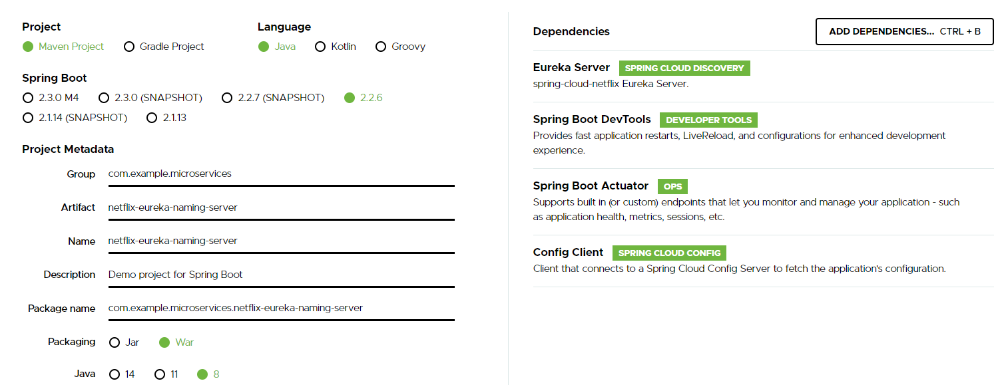 Project
Language
Maven Project Gradle Project
Java Kotlin Groovy
Spring Boot
2.3.0 M4 2.3.0 (SNAPSHOT) 2.2.7 (SNAPSHOT) 2.2.6
2.1.14 (SNAPSHOT) 2.1.13
Project Metadata
Group com.example.microservices
Artifact netflix-eureka-naming-server
Name netflix-eureka-naming-server
Description Demo project for Spring Boot
Package name com.example.microservices.netflix-eureka-naming-server
Packaging Jar War
Java 14 11 8
Dependencies
ADD DEPENDENCIES... CTRL + B
Eureka Server SPRING CLOUD DISCOVERY
spring-cloud-netflix Eureka Server.
Spring Boot DevTools DEVELOPER TOOLS
Provides fast application restarts, LiveReload, and configurations for enhanced development
experience.
Spring Boot Actuator OPS
Supports built in (or custom) endpoints that let you monitor and manage your application - such
as application health, metrics, sessions, etc.
Config Client SPRING CLOUD CONFIG
Client that connects to a Spring Cloud Config Server to fetch the application's configuration.